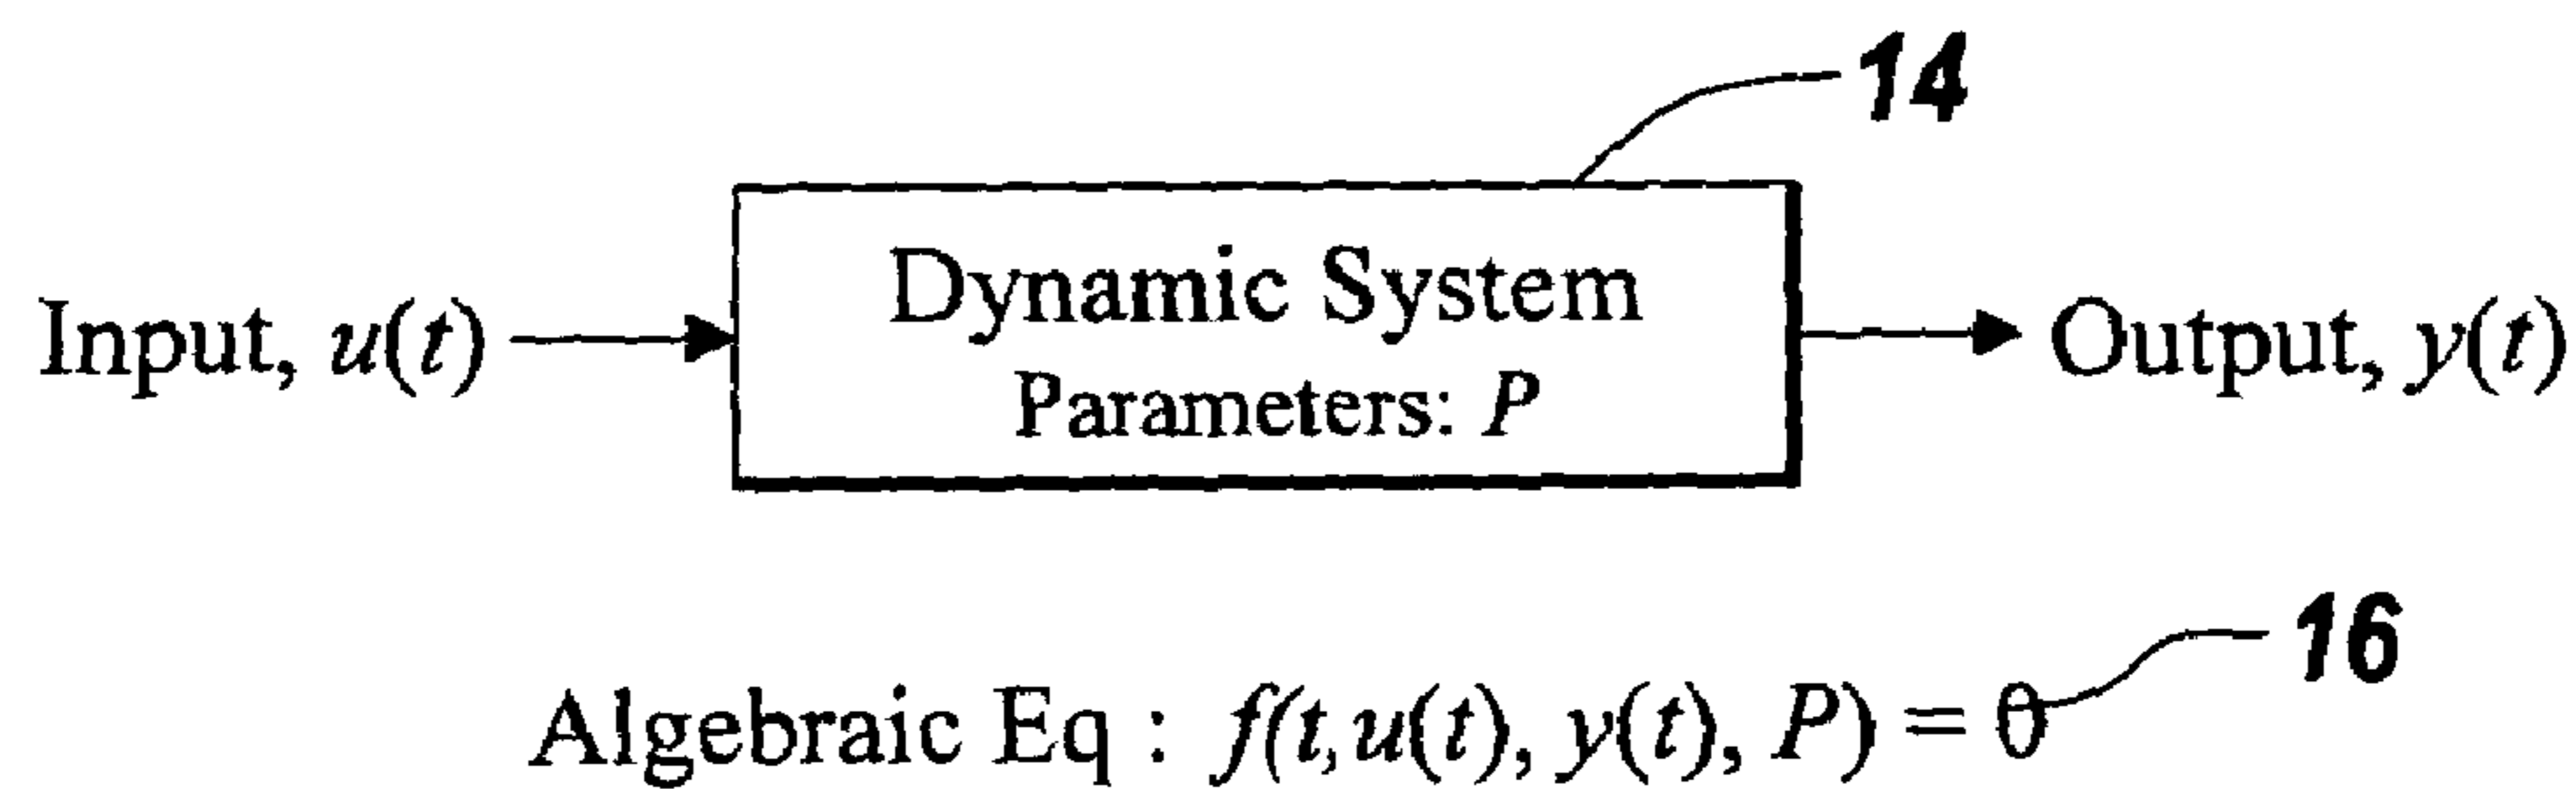 14
Input, u(t)
Dynamic System
Parameters: P
Output, y(t)
16
Algebraic Eq : f(t,u(t), y(t), P) = 0